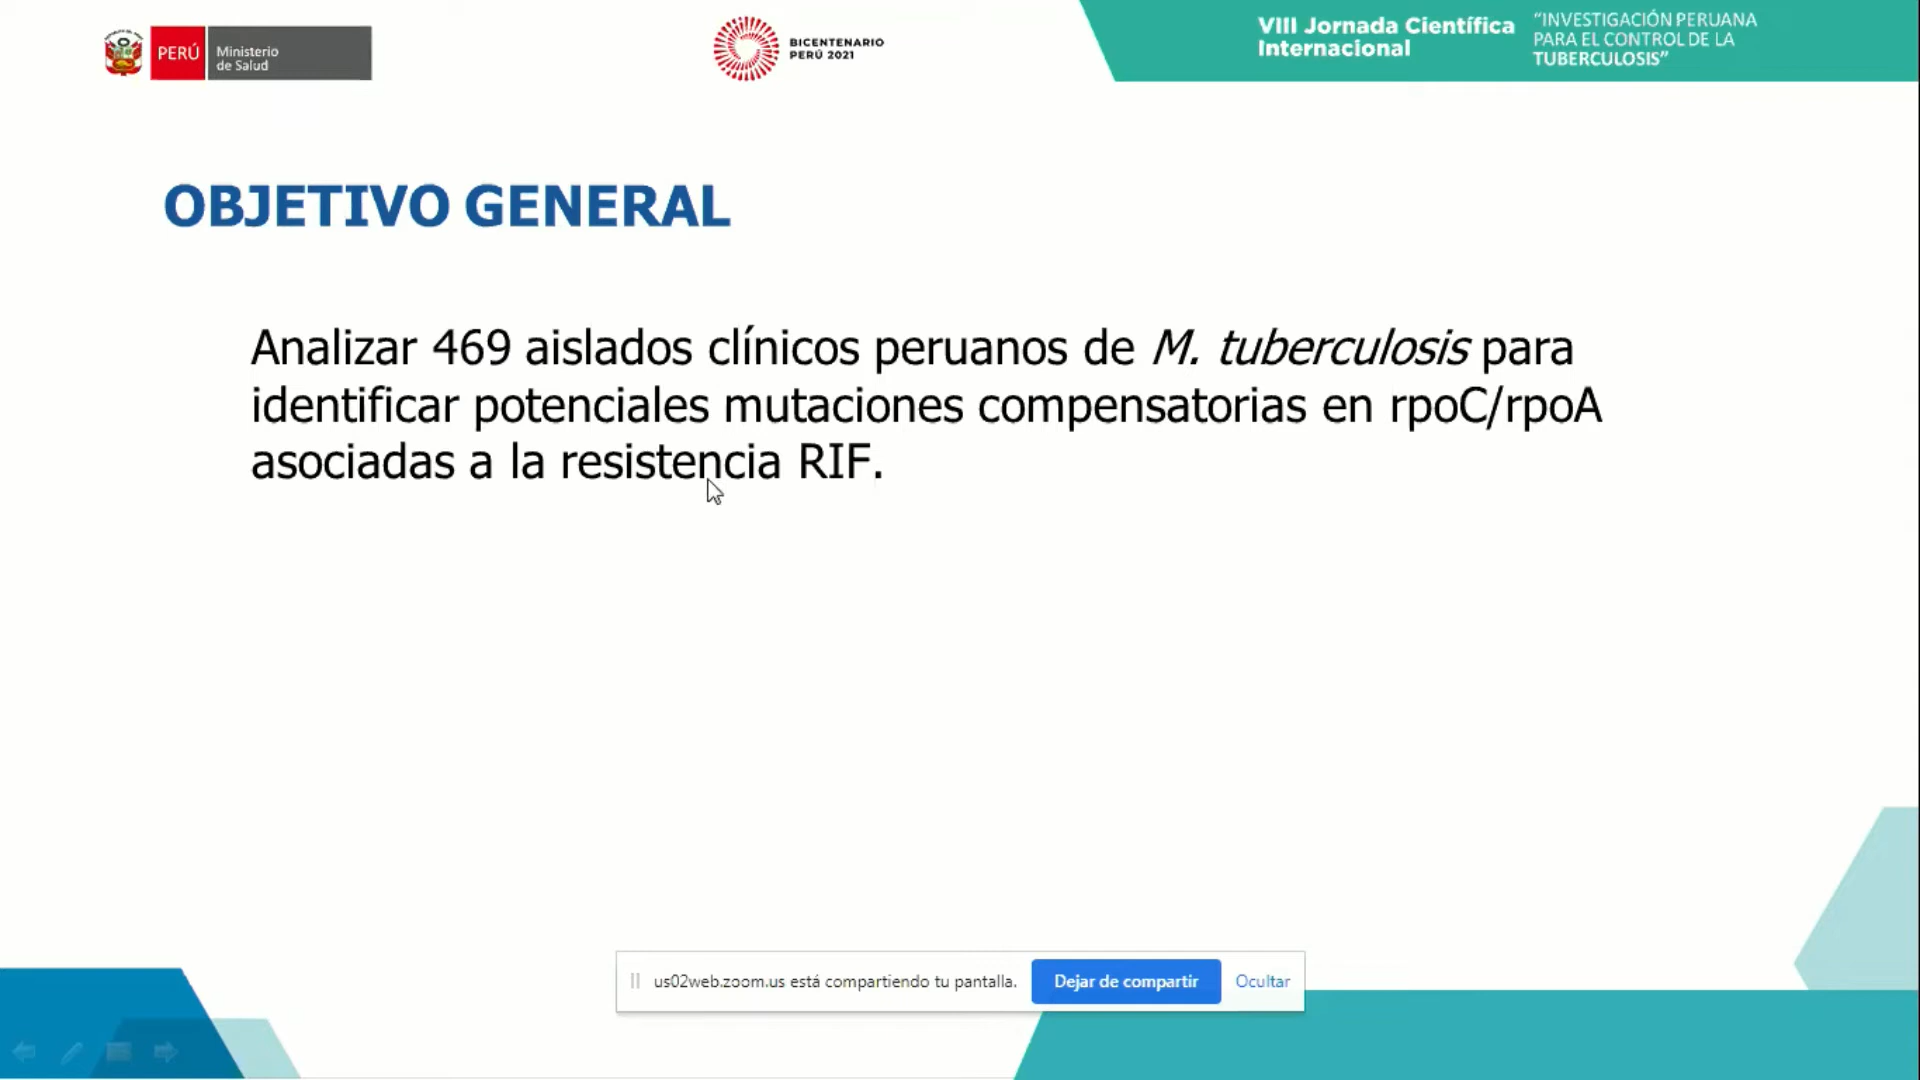 PERÚ
Ministerio
de Salud
BICENTENARIO
PERÚ 2021
VIII Jornada Científica
Internacional
“INVESTIGACIÓN PERUANA
PARA EL CONTROL DE LA
TUBERCULOSIS”
OBJETIVO GENERAL
Analizar 469 aislados clínicos peruanos de M. tuberculosis para
identificar potenciales mutaciones compensatorias en rpoC/rpoA
asociadas a la resistencia RIF.
us02web.zoom.us está compartiendo tu pantalla.
Dejar de compartir
Ocultar